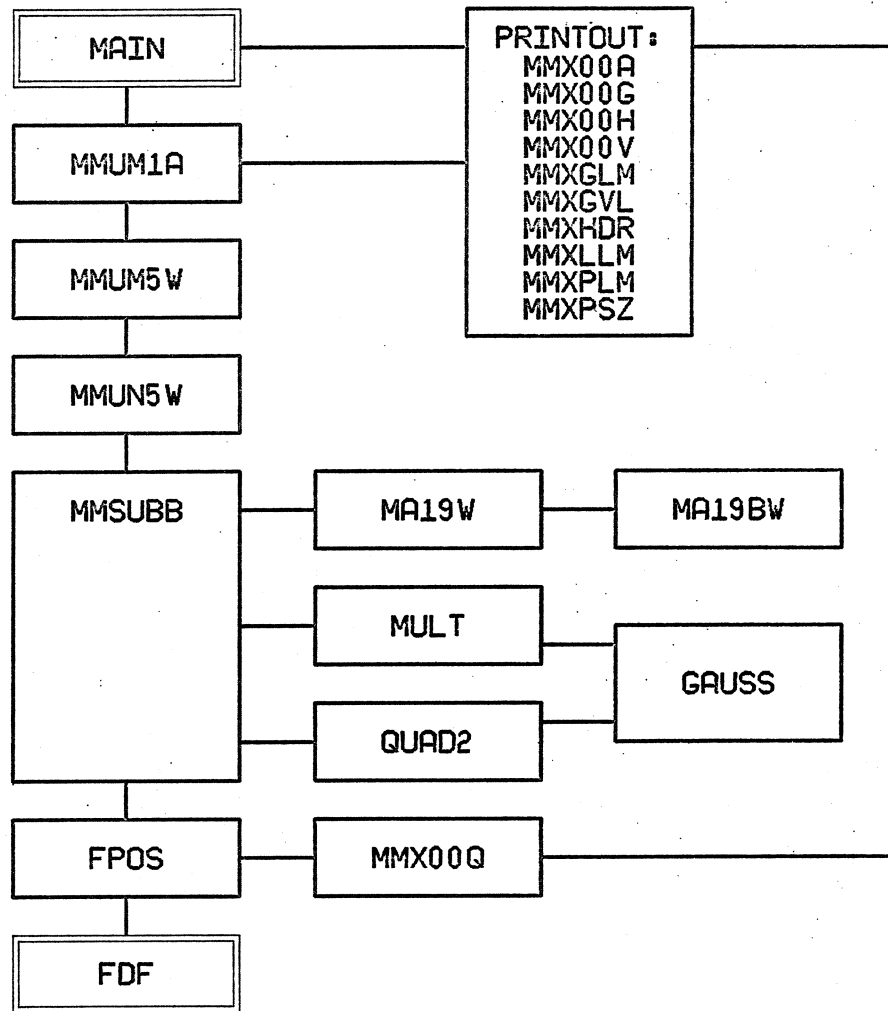 MAIN
PRINTOUT:
MMX00A
MMX00G
MMX00H
MMX00V
MMXGLM
MMXGVL
MMXHDR
MMXLLM
MMXPLM
MMXPSZ
MMUM1A
MMUM5W
MMUN5W
MMSUBB
MA19W
MA19BW
MULT
GAUSS
QUAD2
FPOS
MMX00Q
FDF